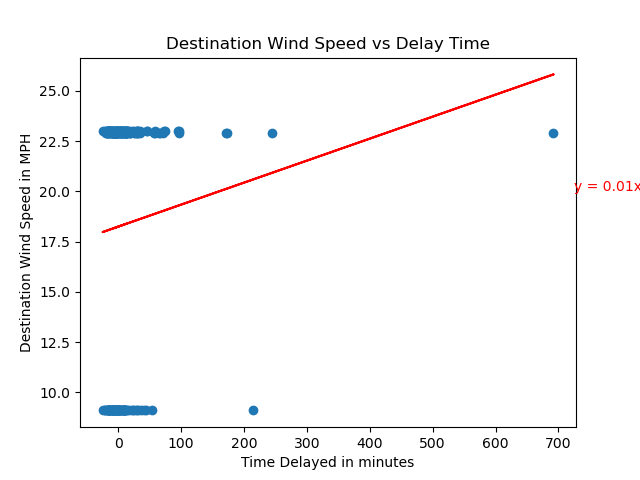 Destination Wind Speed vs Delay Time
Destination Wind Speed in MPH
25.0
22.5
20.0
17.5
15.0
12.5
10.0
y = 0.01x
0 100 200 300 400 500 600 700
Time Delayed in minutes